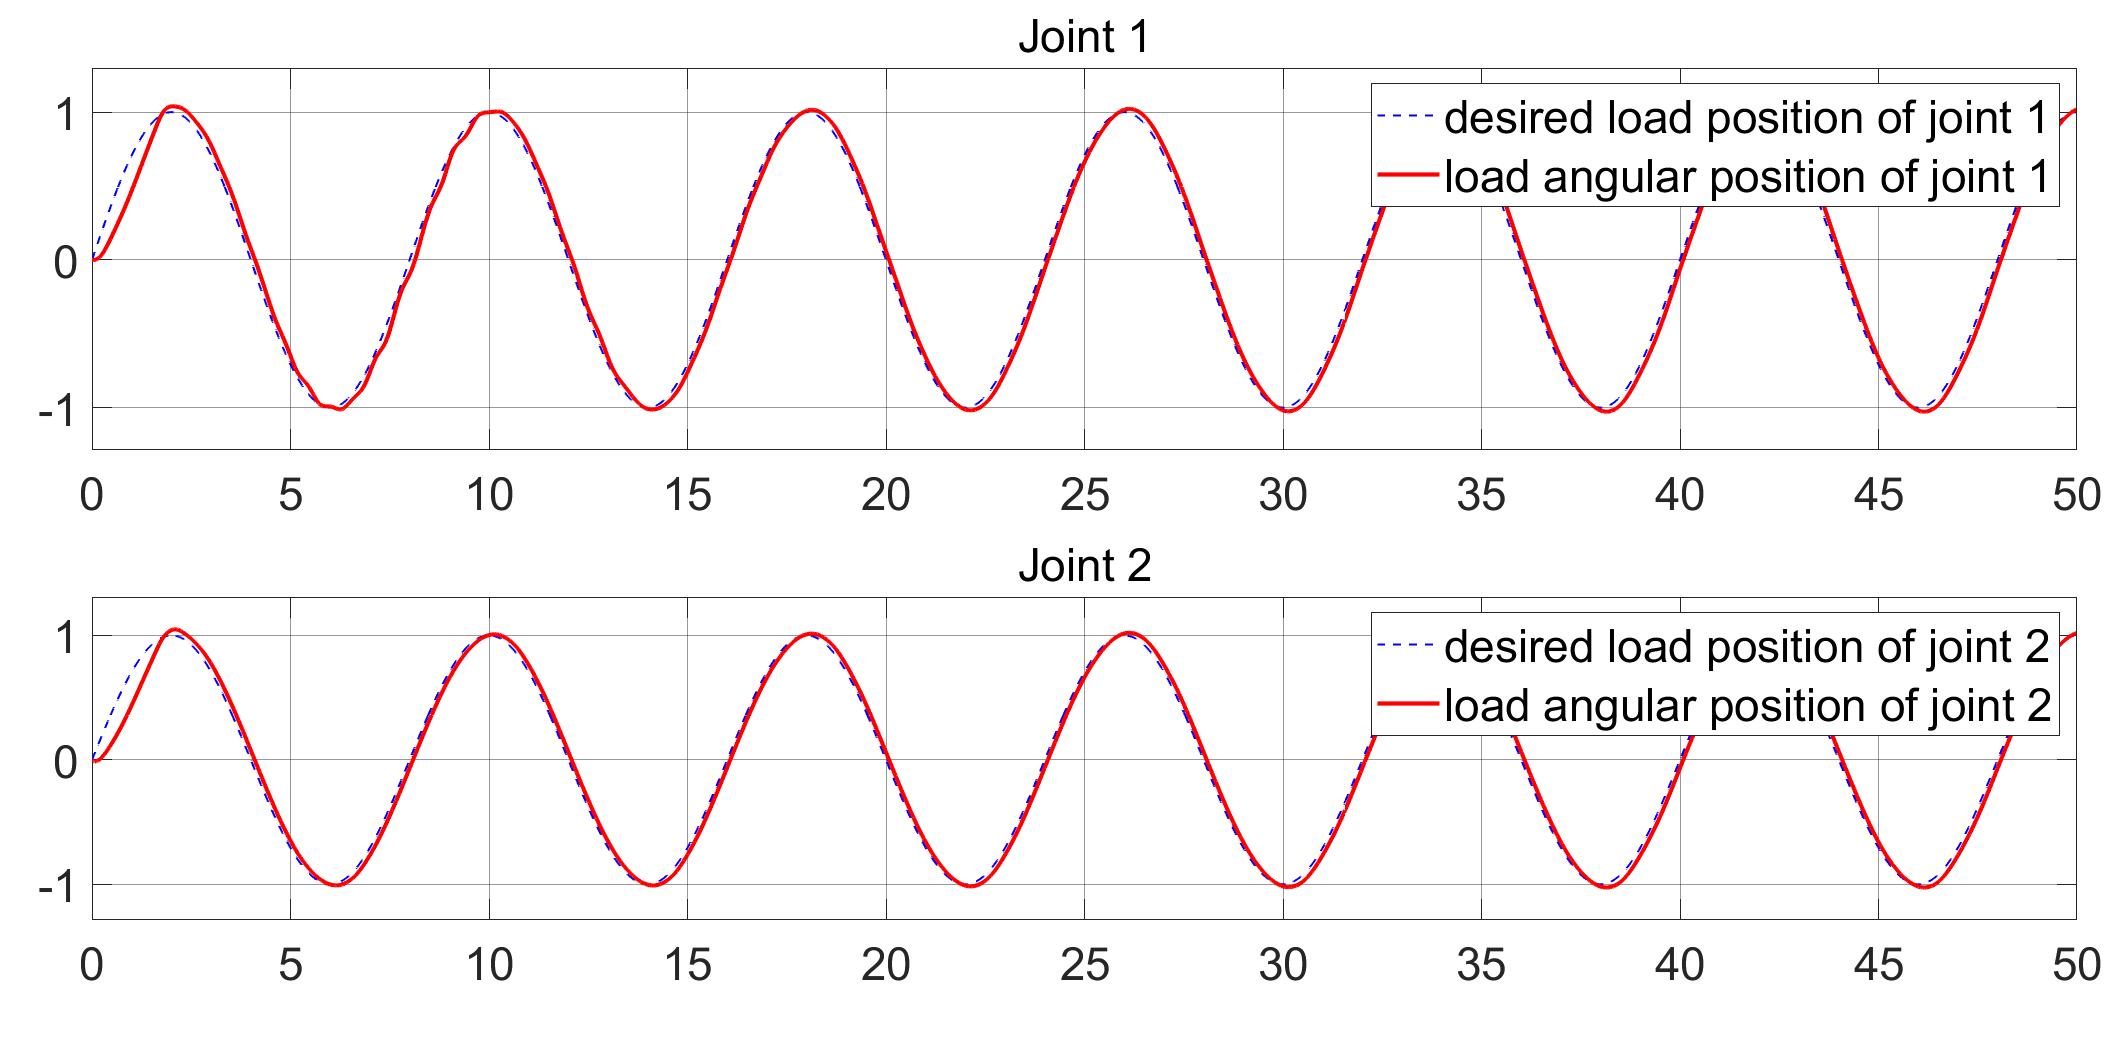 Joint 1
1
0
-1
desired load position of joint 1
load angular position of joint 1
0 5 10 15 20 25 30 35 40 45 50
Joint 2
1
0
-1
desired load position of joint 2
load angular position of joint 2
0 5 10 15 20 25 30 35 40 45 50